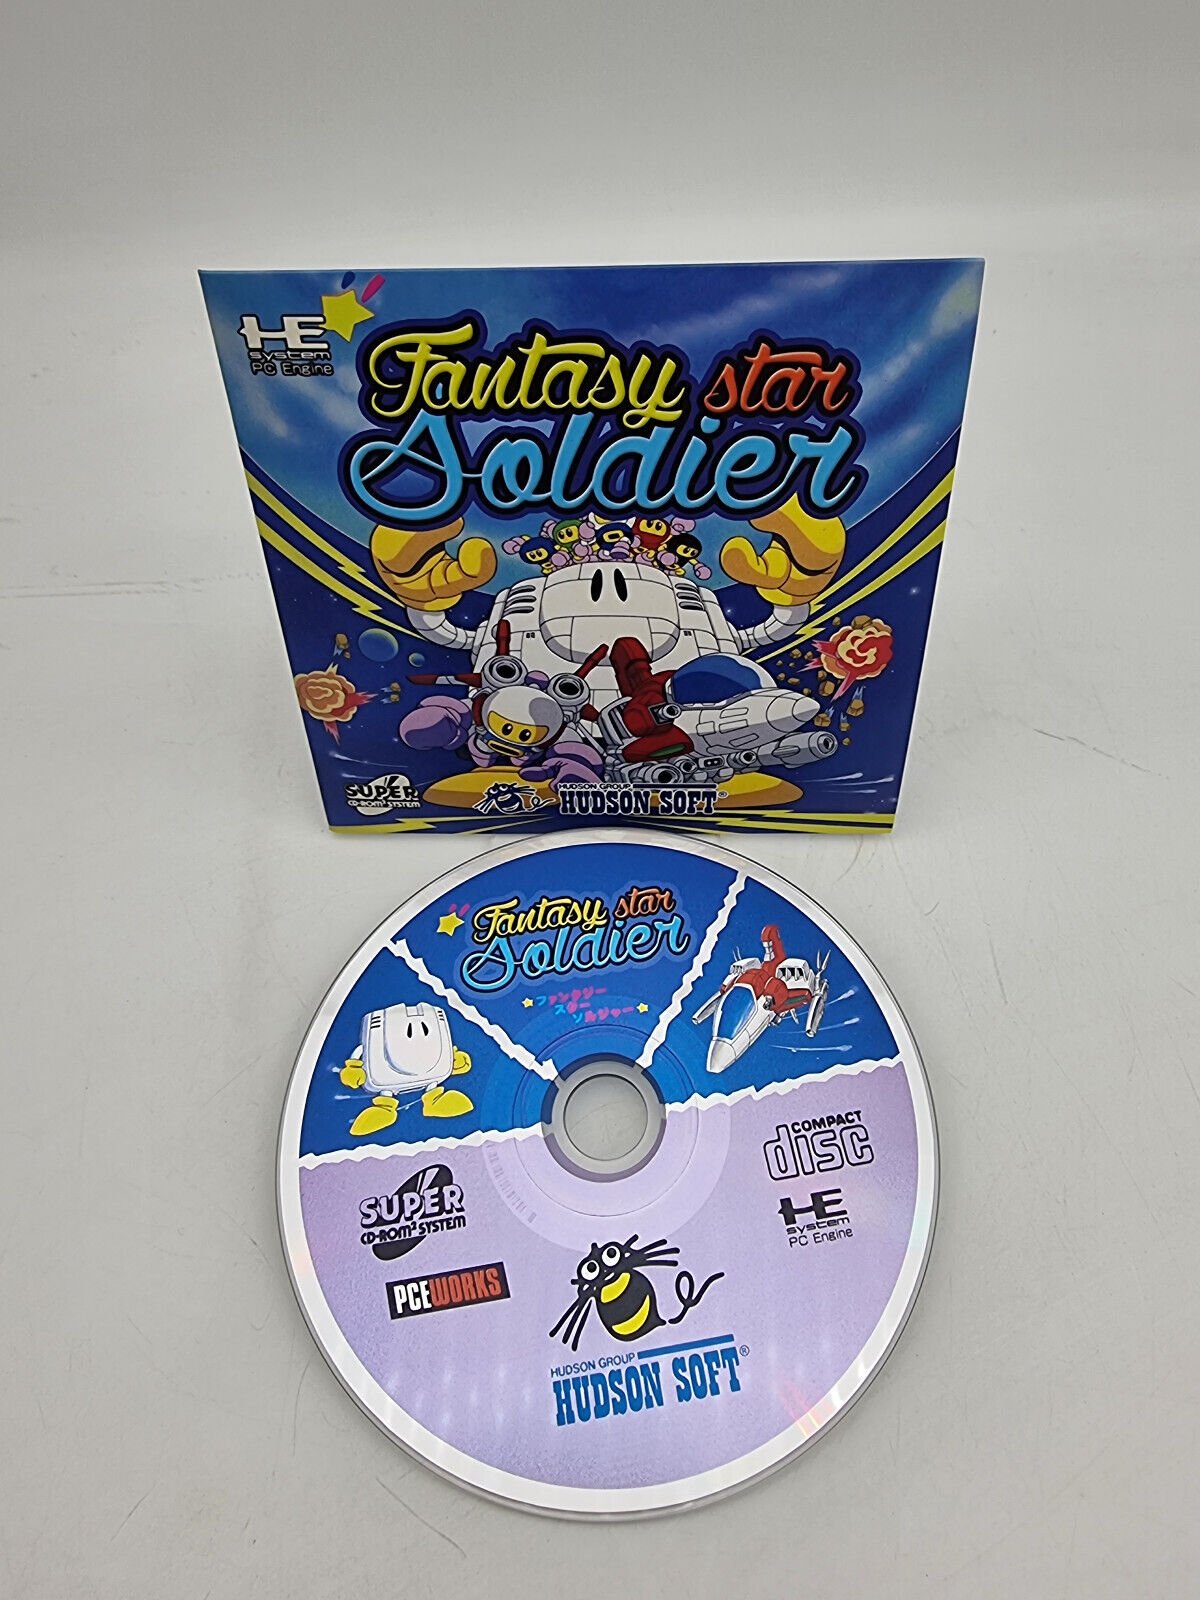 HE
system
PC Engine
Fantasy star
Soldier
SUPER
CD-ROM² SYSTEM
HUDSON GROUP
HUDSON SOFT®
Fantasy star
Soldier
ファンタジー
スター
ソルジャー
COMPACT
disc
SUPER
CD-ROM² SYSTEM
HE
system
PC Engine
PCEWORKS
HUDSON GROUP
HUDSON SOFT®